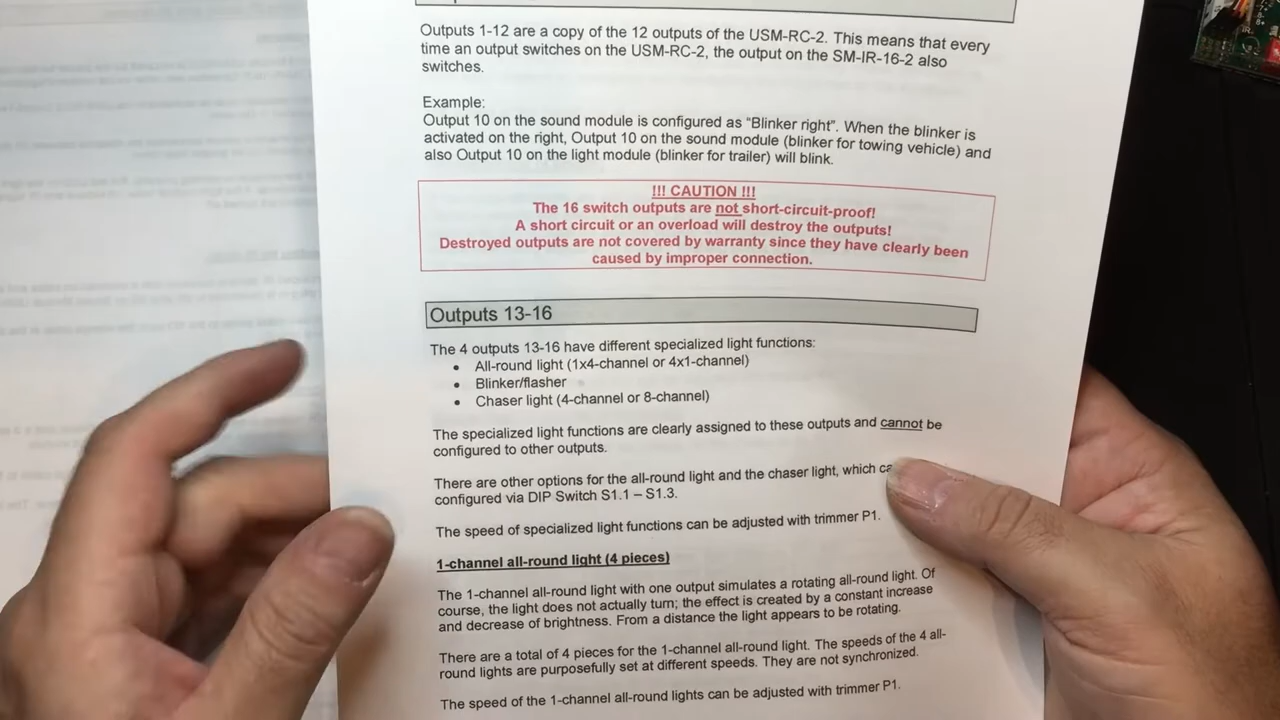 Outputs 1-12 are a copy of the 12 outputs of the USM-RC-2. This means that every
time an output switches on the USM-RC-2, the output on the SM-IR-16-2 also
switches.
Example:
Output 10 on the sound module is configured as “Blinker right”. When the blinker is
activated on the right, Output 10 on the sound module (blinker for towing vehicle) and
also Output 10 on the light module (blinker for trailer) will blink.
!!! CAUTION !!!
The 16 switch outputs are not short-circuit-proof!
A short circuit or an overload will destroy the outputs!
Destroyed outputs are not covered by warranty since they have clearly been
caused by improper connection.
Outputs 13-16
The 4 outputs 13-16 have different specialized light functions:
• All-round light (1x4-channel or 4x1-channel)
• Blinker/flasher
• Chaser light (4-channel or 8-channel)
The specialized light functions are clearly assigned to these outputs and cannot be
configured to other outputs.
There are other options for the all-round light and the chaser light, which
configured via DIP Switch S1.1 – S1.3.
The speed of specialized light functions can be adjusted with trimmer P1.
1-channel all-round light (4 pieces)
The 1-channel all-round light with one output simulates a rotating all-round light. Of
course, the light does not actually turn; the effect is created by a constant increase
and decrease of brightness. From a distance the light appears to be rotating.
There are a total of 4 pieces for the 1-channel all-round light. The speeds of the 4 all-
round lights are purposefully set at different speeds. They are not synchronized.
The speed of the 1-channel all-round lights can be adjusted with trimmer P1.